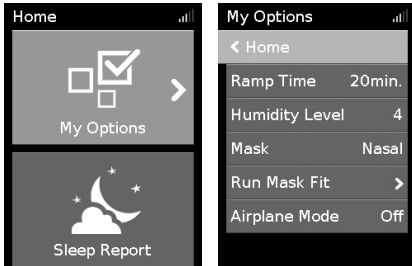 Home
My Options
Sleep Report
My Options
< Home
Ramp Time 20min.
Humidity Level 4
Mask Nasal
Run Mask Fit >
Airplane Mode Off